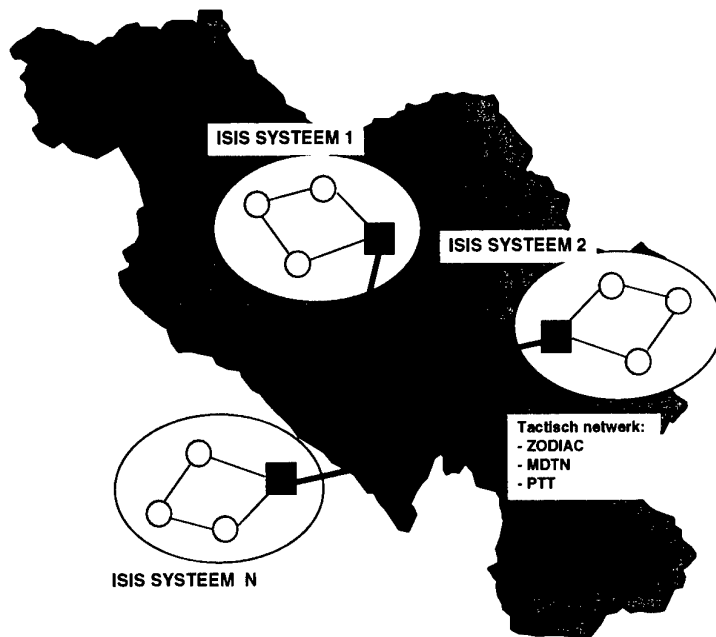 ISIS SYSTEEM 1
ISIS SYSTEEM 2
Tactisch netwerk:
- ZODIAC
- MDTN
- PTT
ISIS SYSTEEM N